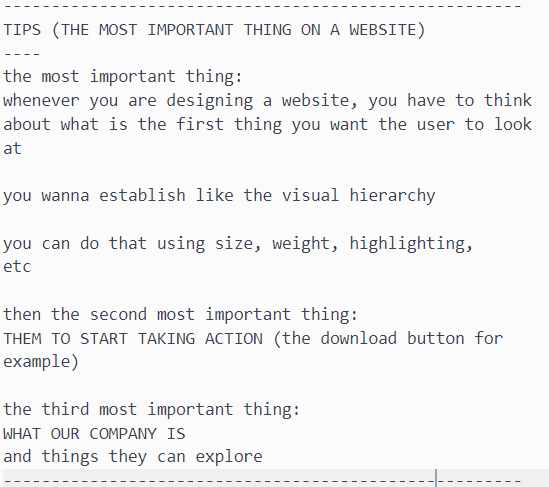 ------------------------------------------------------
TIPS (THE MOST IMPORTANT THING ON A WEBSITE)
----
the most important thing:
whenever you are designing a website, you have to think
about what is the first thing you want the user to look
at
you wanna establish like the visual hierarchy
you can do that using size, weight, highlighting,
etc
then the second most important thing:
THEM TO START TAKING ACTION (the download button for
example)
the third most important thing:
WHAT OUR COMPANY IS
and things they can explore
------------------------------------------------------